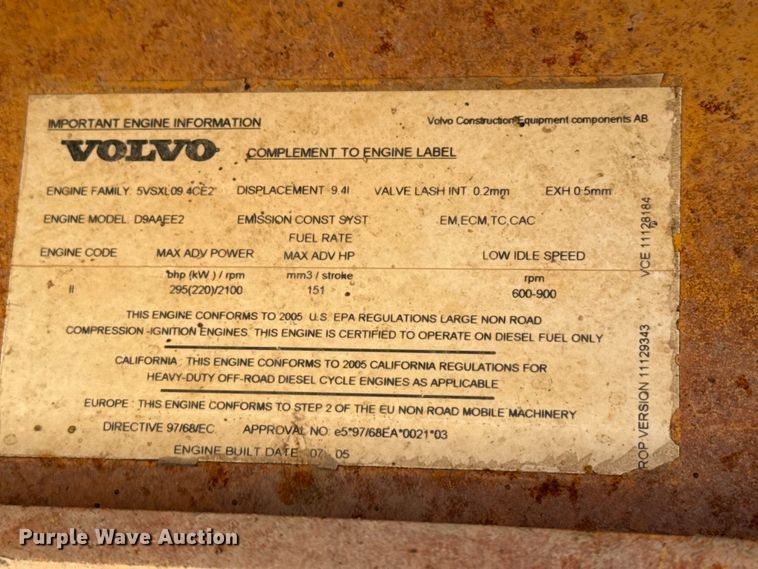 IMPORTANT ENGINE INFORMATION Volvo Construction Equipment components AB
VOLVO COMPLEMENT TO ENGINE LABEL
ENGINE FAMILY 5VSXL09.4CE2 DISPLACEMENT 9.4l VALVE LASH INT 0.2mm EXH 0.5mm
ENGINE MODEL D9AAEE2 EMISSION CONST SYST EM,ECM,TC,CAC
FUEL RATE
ENGINE CODE MAX ADV POWER MAX ADV HP LOW IDLE SPEED
bhp (kW) / rpm mm3 / stroke rpm
II 295(220)/2100 151 600-900
THIS ENGINE CONFORMS TO 2005 U.S EPA REGULATIONS LARGE NON ROAD
COMPRESSION -IGNITION ENGINES. THIS ENGINE IS CERTIFIED TO OPERATE ON DIESEL FUEL ONLY
CALIFORNIA : THIS ENGINE CONFORMS TO 2005 CALIFORNIA REGULATIONS FOR
HEAVY-DUTY OFF-ROAD DIESEL CYCLE ENGINES AS APPLICABLE
EUROPE : THIS ENGINE CONFORMS TO STEP 2 OF THE EU NON ROAD MOBILE MACHINERY
DIRECTIVE 97/68/EC. APPROVAL NO: e5*97/68EA*0021*03
ENGINE BUILT DATE 07 05
ROP VERSION 11129343 VCE 11128184
Purple Wave Auction